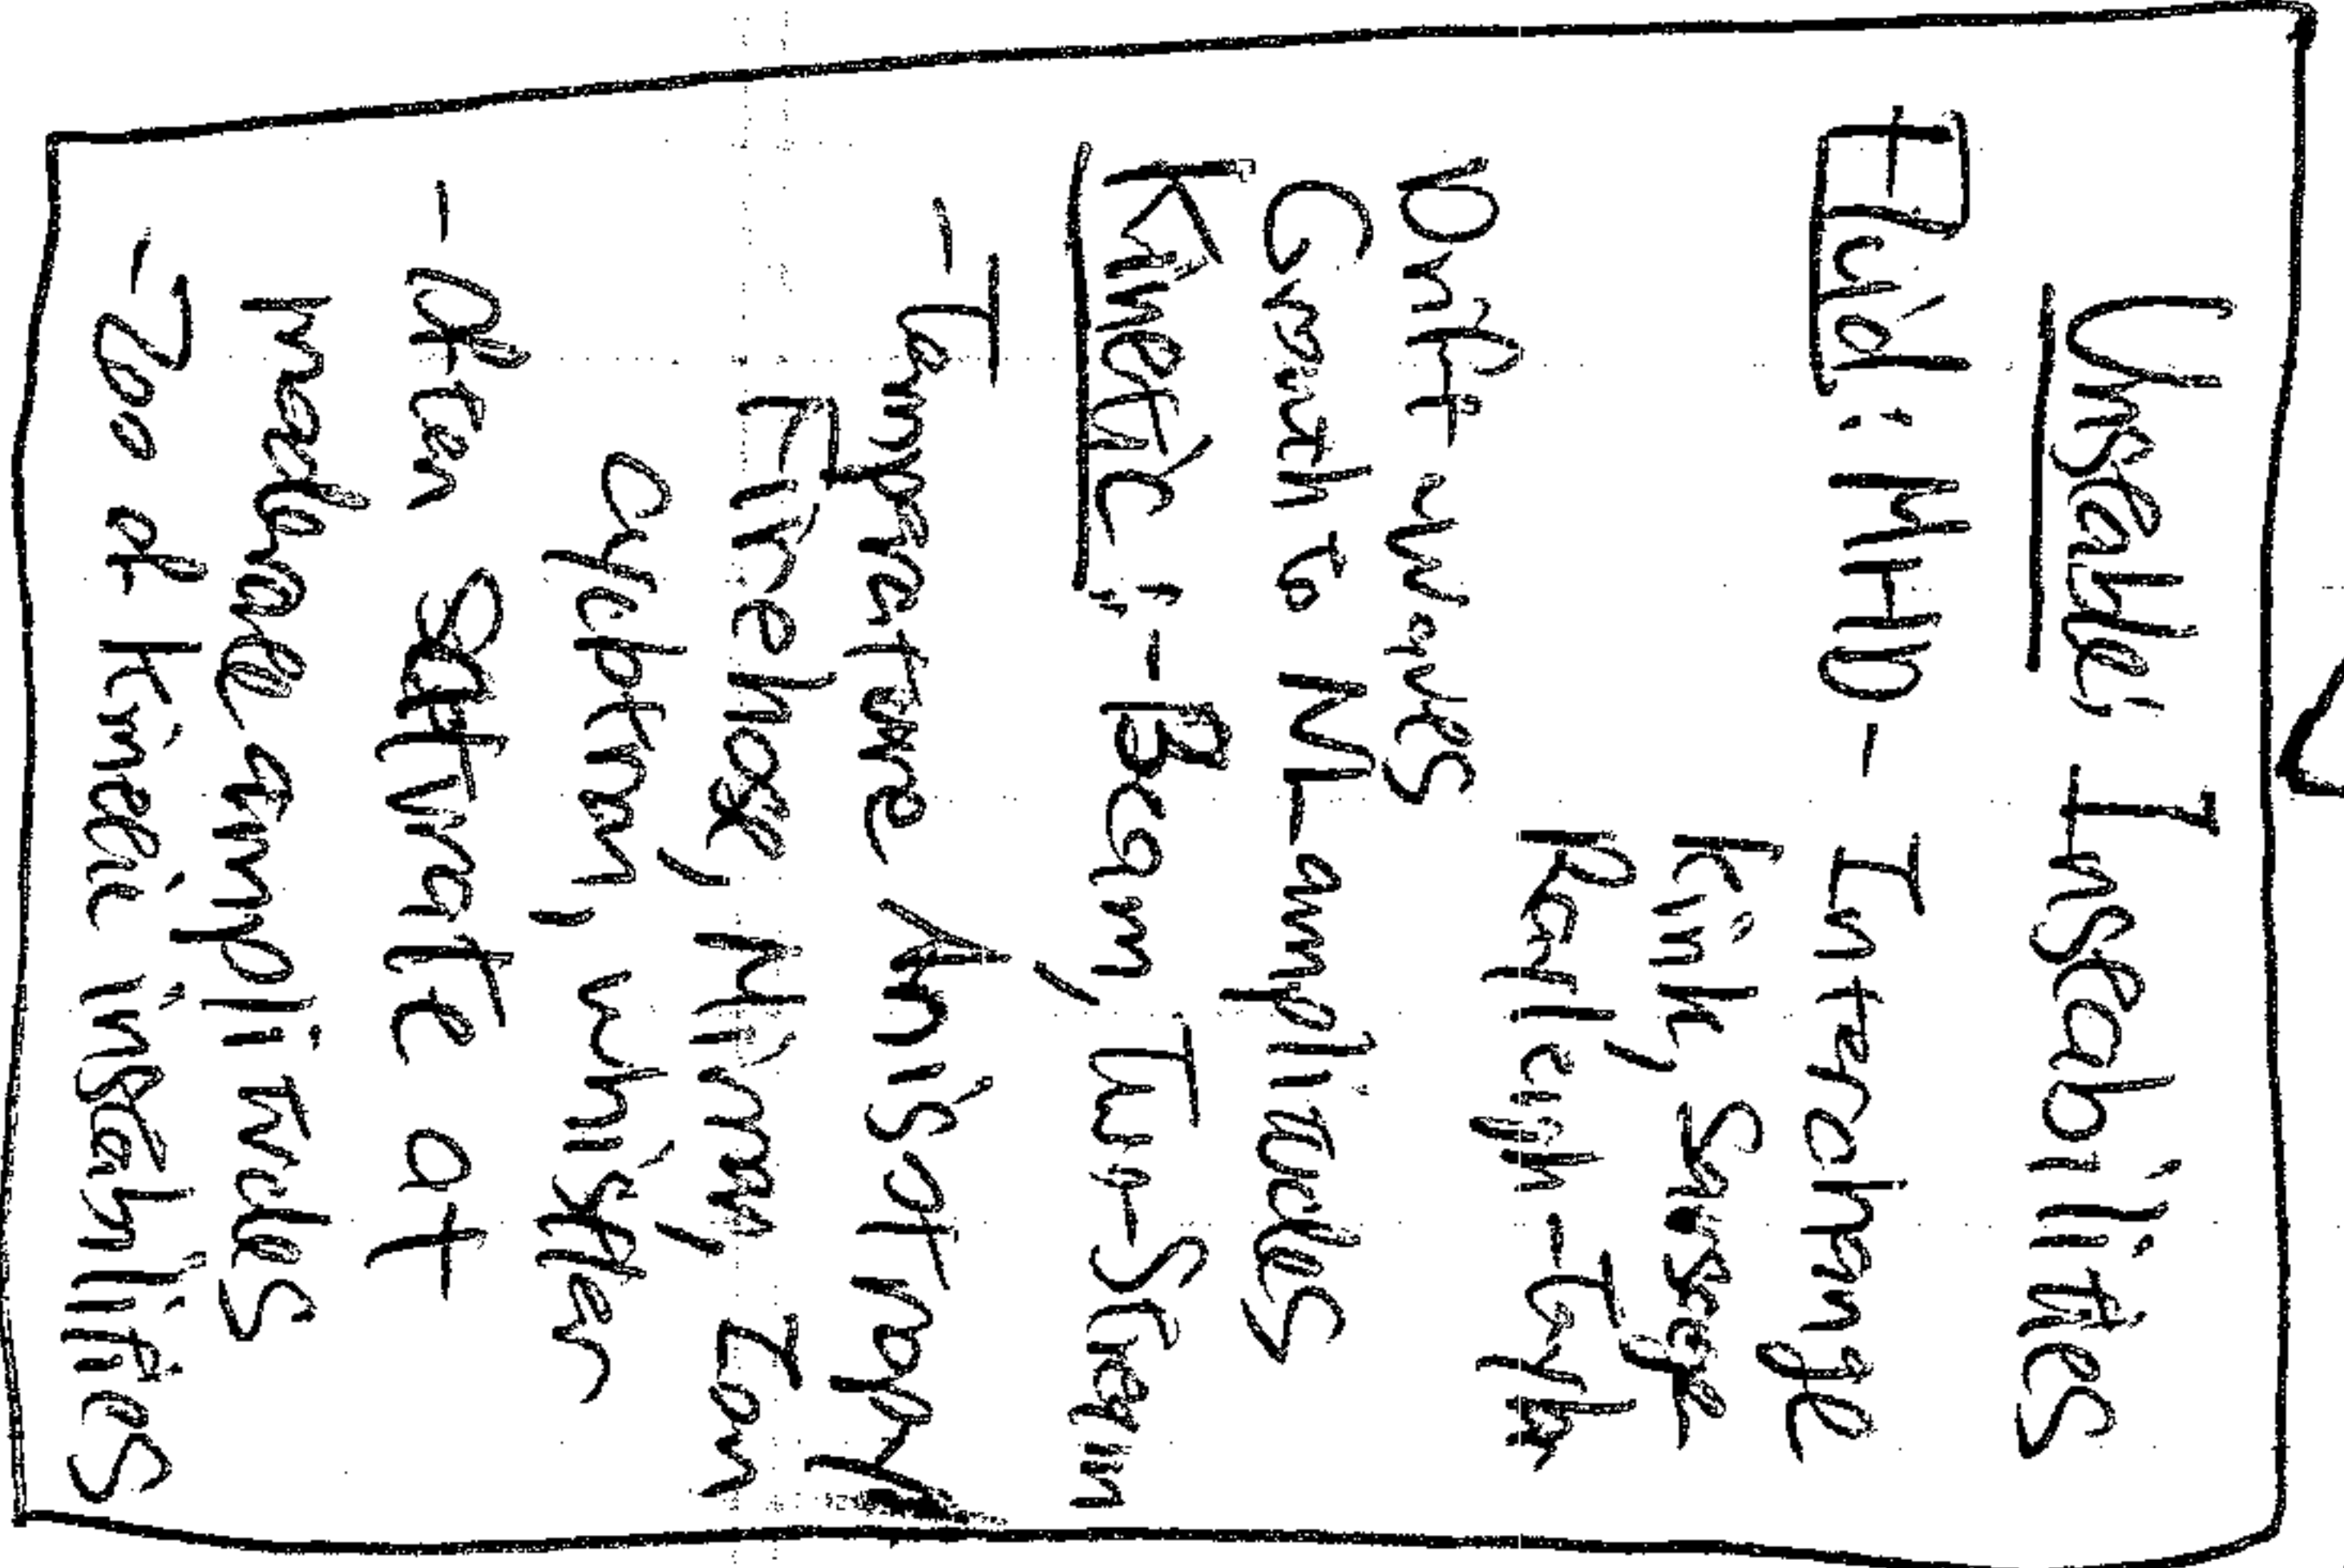 Unstable: Instabilities
Fluid: MHD - Interchange
Kink, Sausage
Rayleigh-Taylor
Drift waves
Growth to NL amplitudes
Kinetic: - Beam, Two-Stream
- Temperature Anisotropy
Firehose, Mirror, Ion
cyclotron, whistler
- Often saturate at
moderate amplitudes
- Zoo of kinetic instabilities